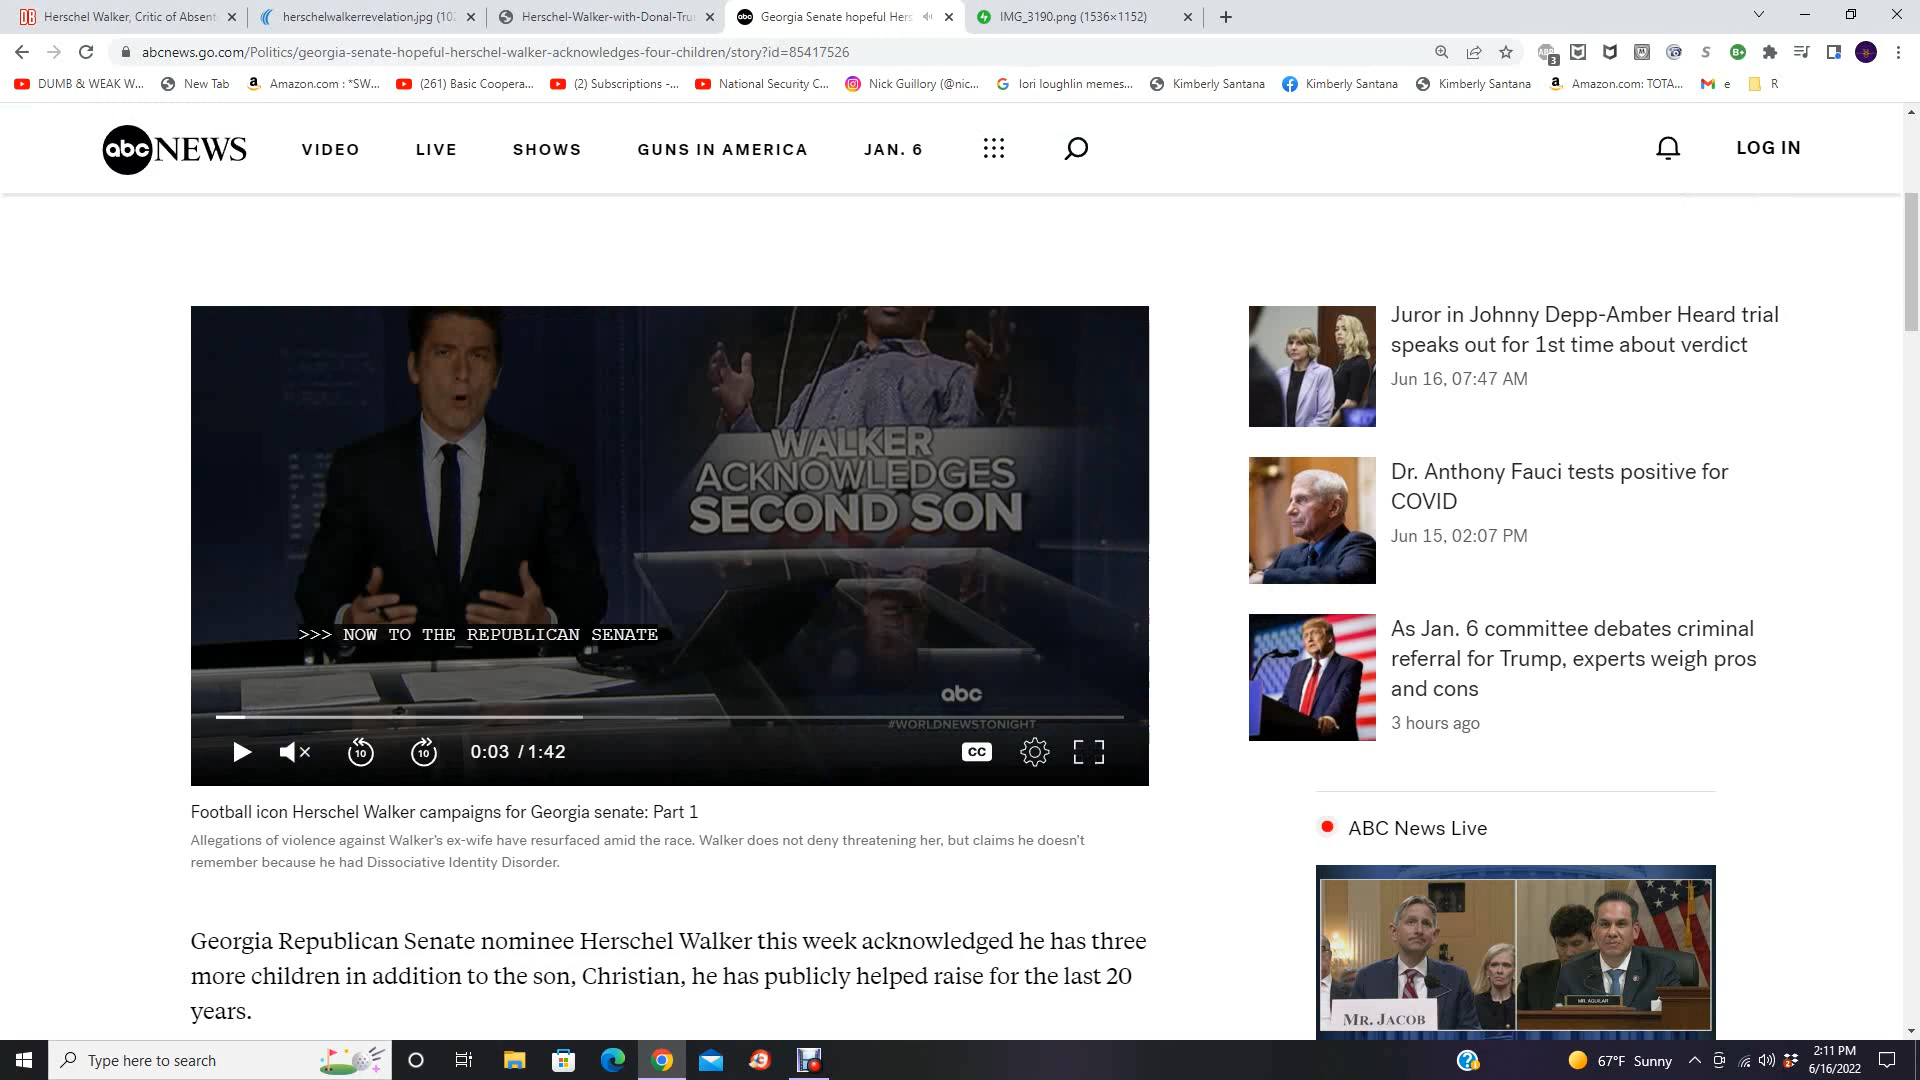 Herschel Walker, Critic of Absent
herschelwalkerrevelation.jpg (102
Herschel-Walker-with-Donal-Tru
abc
Georgia Senate hopeful Hers
IMG_3190.png (1536×1152)
abcnews.go.com/Politics/georgia-senate-hopeful-herschel-walker-acknowledges-four-children/story?id=85417526
DUMB & WEAK W...
New Tab
Amazon.com : *SW...
(261) Basic Coopera...
(2) Subscriptions -...
National Security C...
Nick Guillory (@nic...
lori loughlin memes...
Kimberly Santana
Kimberly Santana
Kimberly Santana
Amazon.com: TOTA...
e
R
abc NEWS
VIDEO
LIVE
SHOWS
GUNS IN AMERICA
JAN. 6
LOG IN
WALKER
ACKNOWLEDGES
SECOND SON
>>> NOW TO THE REPUBLICAN SENATE
abc
#WORLDNEWSTONIGHT
10
10
0:03 / 1:42
CC
Football icon Herschel Walker campaigns for Georgia senate: Part 1
Allegations of violence against Walker's ex-wife have resurfaced amid the race. Walker does not deny threatening her, but claims he doesn't
remember because he had Dissociative Identity Disorder.
Georgia Republican Senate nominee Herschel Walker this week acknowledged he has three
more children in addition to the son, Christian, he has publicly helped raise for the last 20
years.
Juror in Johnny Depp-Amber Heard trial
speaks out for 1st time about verdict
Jun 16, 07:47 AM
Dr. Anthony Fauci tests positive for
COVID
Jun 15, 02:07 PM
As Jan. 6 committee debates criminal
referral for Trump, experts weigh pros
and cons
3 hours ago
ABC News Live
MR. JACOB
MR. AGUILAR
Type here to search
67°F Sunny
2:11 PM
6/16/2022